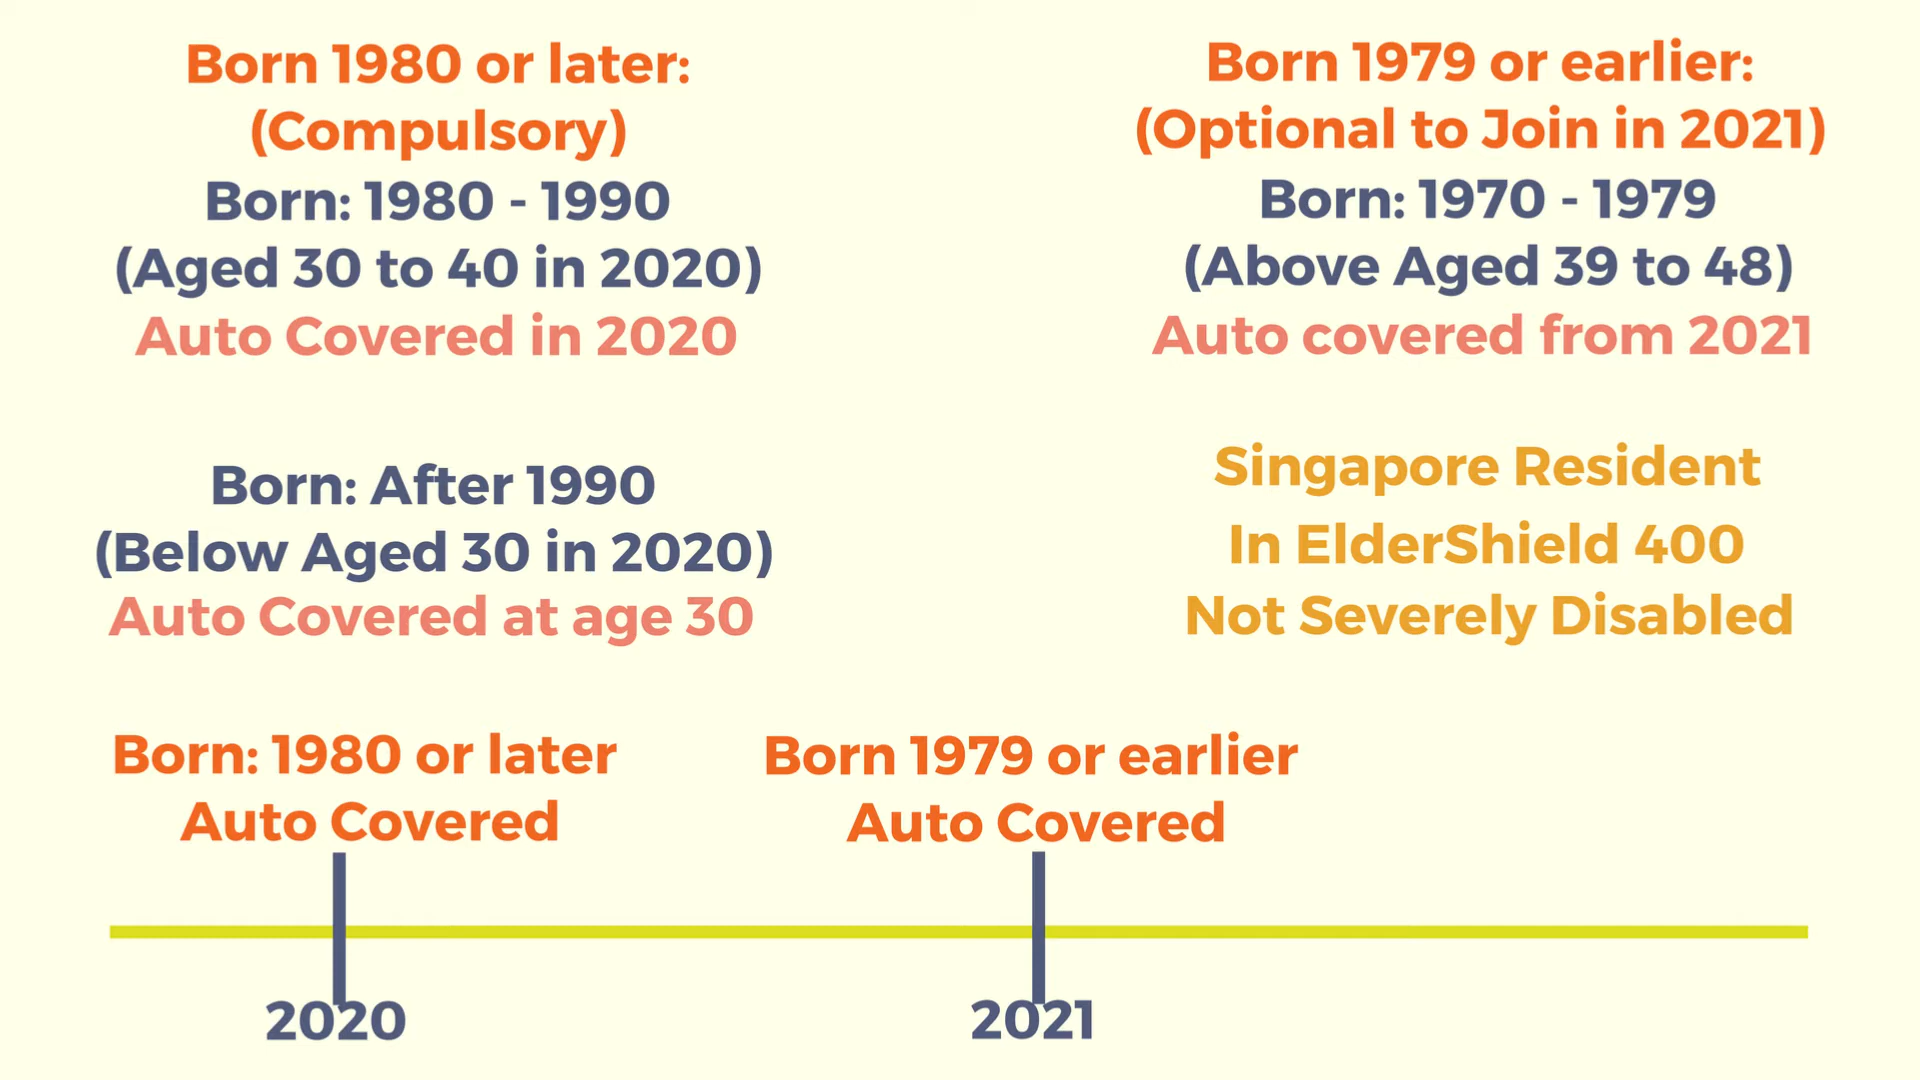 Born 1980 or later:
(Compulsory)
Born: 1980 - 1990
(Aged 30 to 40 in 2020)
Auto Covered in 2020
Born: After 1990
(Below Aged 30 in 2020)
Auto Covered at age 30
Born 1979 or earlier:
(Optional to Join in 2021)
Born: 1970 - 1979
(Above Aged 39 to 48)
Auto covered from 2021
Singapore Resident
In ElderShield 400
Not Severely Disabled
Born: 1980 or later
Auto Covered
Born 1979 or earlier
Auto Covered
2020
2021